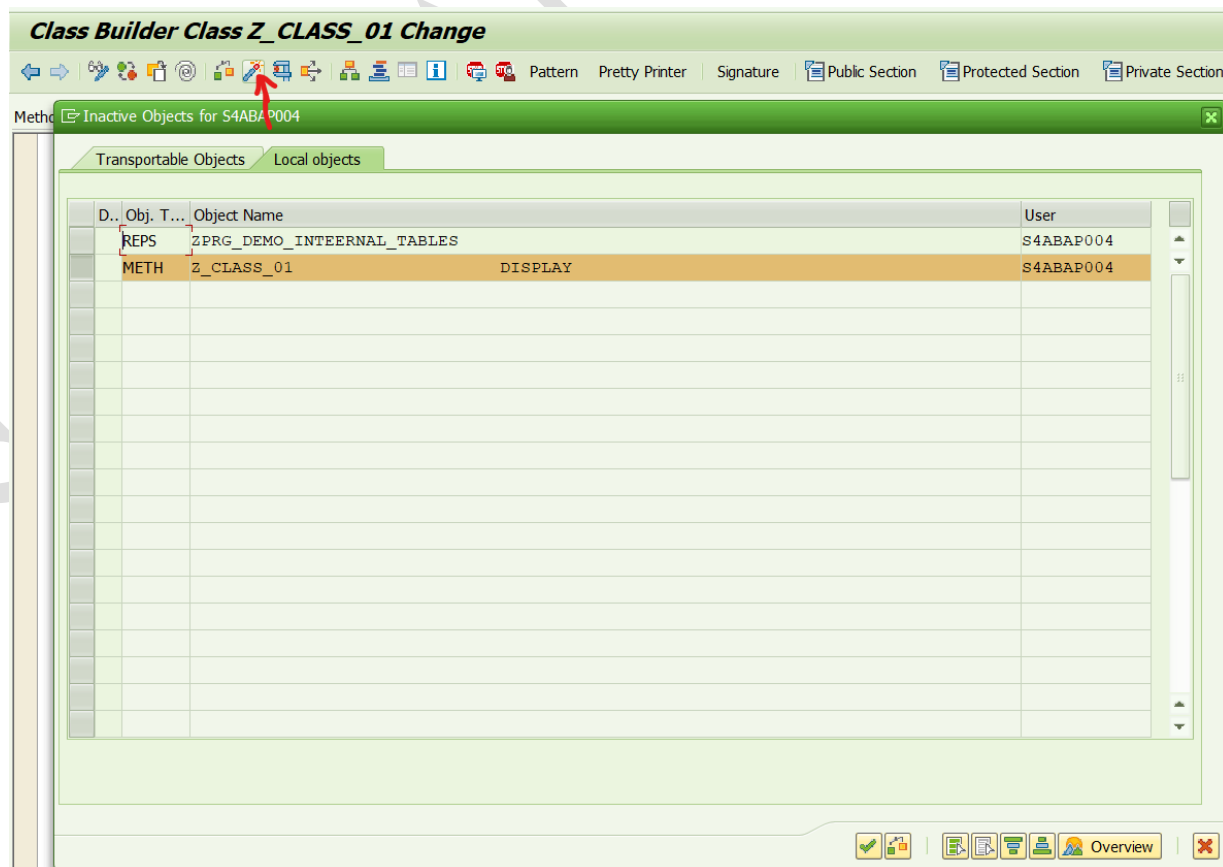 Class Builder Class Z_CLASS_01 Change
Pattern Pretty Printer Signature Public Section Protected Section Private Section
Metho
Inactive Objects for S4ABAP004
Transportable Objects Local objects
D.. Obj. T... Object Name User
REPS ZPRG_DEMO_INTEERNAL_TABLES S4ABAP004
METH Z_CLASS_01 DISPLAY S4ABAP004
Overview